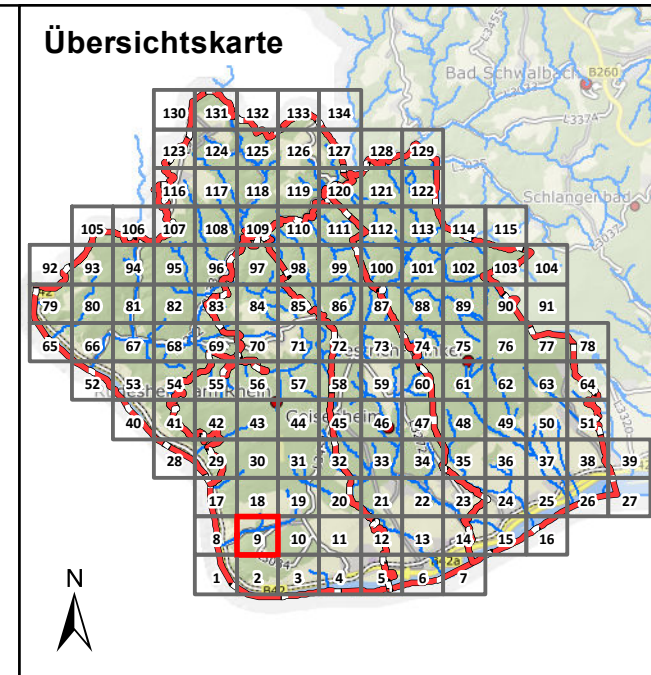 Übersichtskarte
L3455
Bad Schwalbach
B260
L3374
L3035
Schlangenbad
L3037
130 131 132 133 134
123 124 125 126 127 128 129
116 117 118 119 120 121 122
105 106 107 108 109 110 111 112 113 114 115
92 93 94 95 96 97 98 99 100 101 102 103 104
79 80 81 82 83 84 85 86 87 88 89 90 91
65 66 67 68 69 70 71 72 73 74 75 76 77 78
52 53 54 55 56 57 58 59 60 61 62 63 64
Geisenheim
L3320
40 41 42 43 44 45 46 47 48 49 50 51
28 29 30 31 32 33 34 35 36 37 38 39
17 18 19 20 21 22 23 24 25 26 27
8 9 10 11 12 13 14 15 16
L3034
B42a
1 2 3 4 5 6 7
B42
N